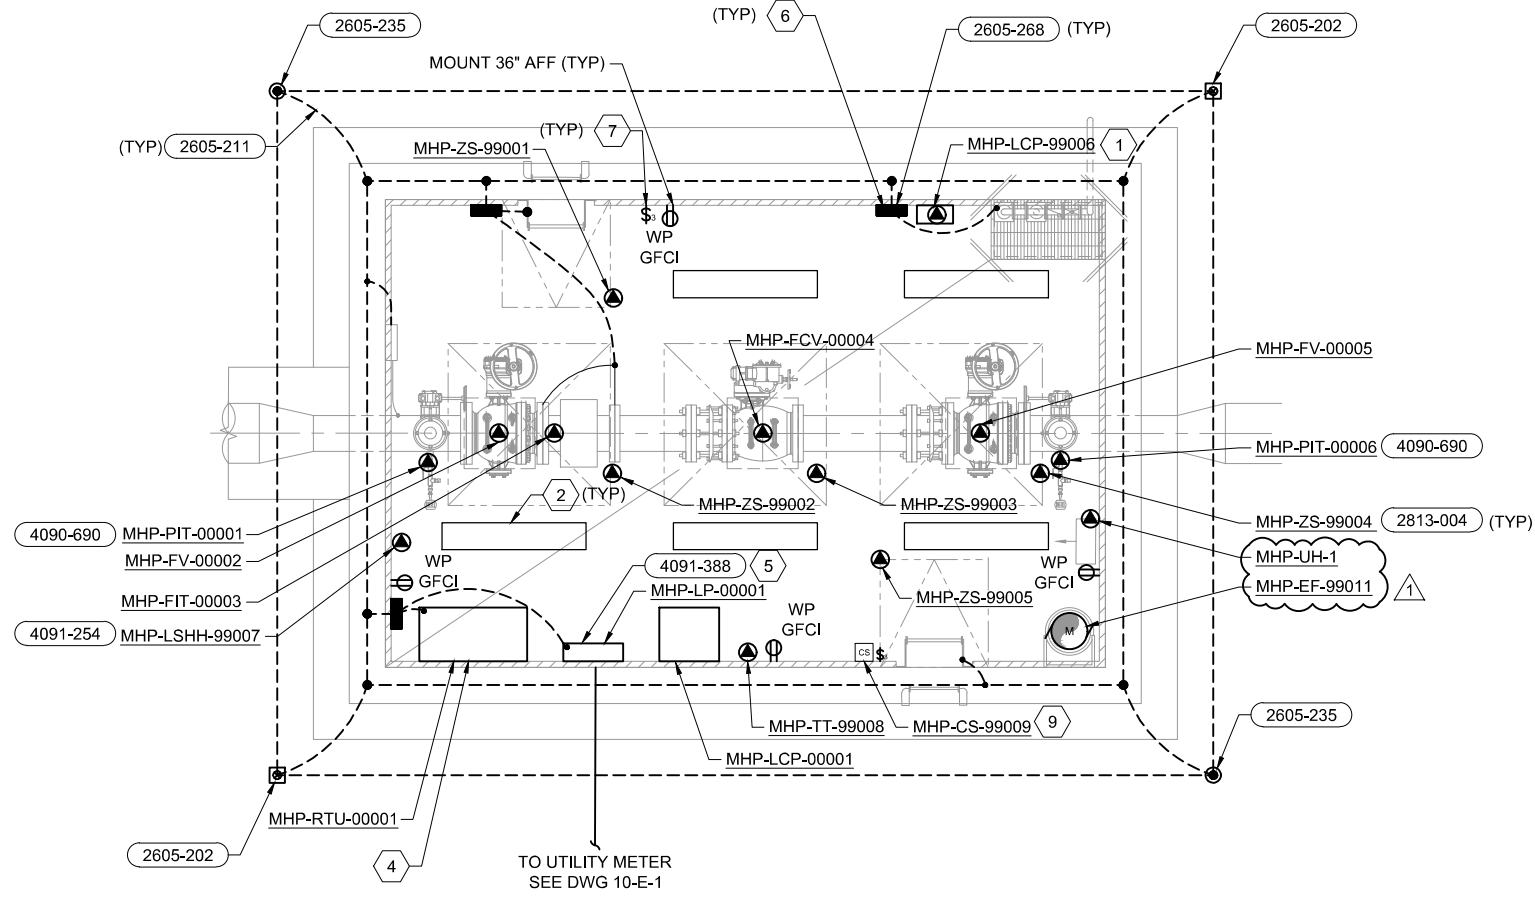 2605-235
(TYP) 6
2605-268 (TYP)
2605-202
MOUNT 36" AFF (TYP)
(TYP) 2605-211
(TYP) 7
MHP-ZS-99001
MHP-LCP-99006 1
$3
WP
GFCI
MHP-FCV-00004
MHP-FV-00005
MHP-PIT-00006 4090-690
2 (TYP)
MHP-ZS-99002
MHP-ZS-99003
MHP-ZS-99004 2813-004 (TYP)
4090-690 MHP-PIT-00001
MHP-FV-00002
WP
GFCI
4091-388 5
MHP-LP-00001
WP
GFCI
MHP-UH-1
MHP-EF-99011 1
MHP-FIT-00003
MHP-ZS-99005
4091-254 MHP-LSHH-99007
WP
GFCI
M
CS $3
2605-235
MHP-TT-99008
MHP-CS-99009 9
MHP-LCP-00001
MHP-RTU-00001
2605-202
4
TO UTILITY METER
SEE DWG 10-E-1